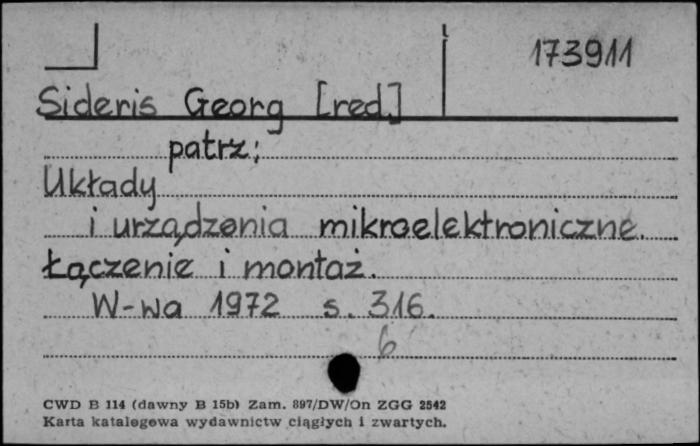 173911
Sideris Georg [red.]
patrz:
Układy
i urządzenia mikroelektroniczne.
Łączenie i montaż.
W-wa 1972 s. 316.
6
CWD B 114 (dawny B 15b) Zam. 897/DW/On ZGG 2542
Karta katalogowa wydawnictw ciągłych i zwartych.